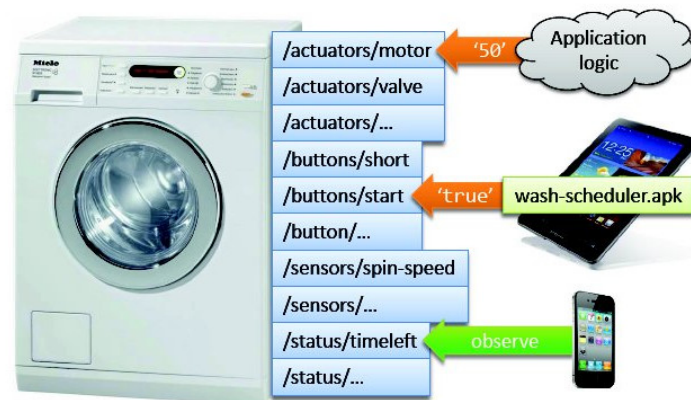 Miele
/actuators/motor
'50'
Application
logic
/actuators/valve
/actuators/...
/buttons/short
12:25
/buttons/start
'true'
wash-scheduler.apk
/button/...
/sensors/spin-speed
/sensors/...
/status/timeleft
observe
/status/...